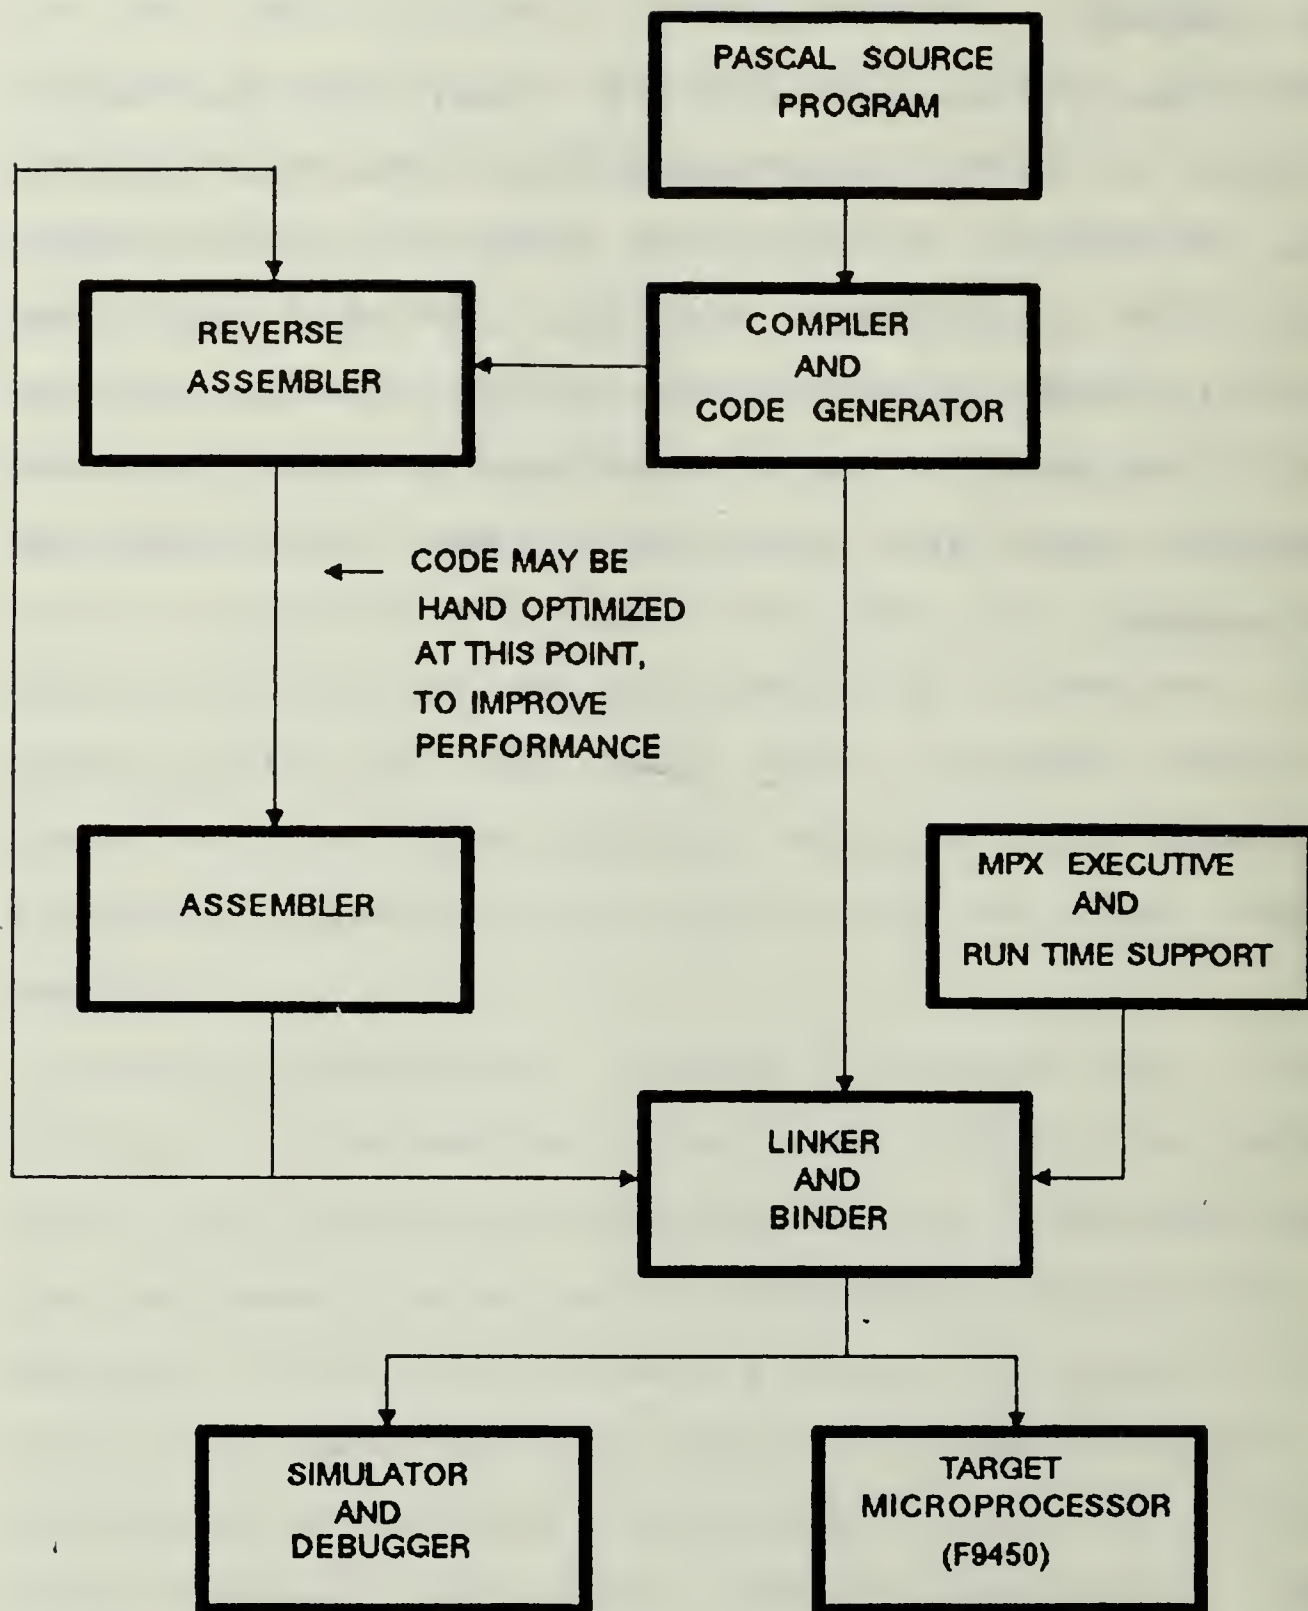 PASCAL SOURCE
PROGRAM
REVERSE
ASSEMBLER
COMPILER
AND
CODE GENERATOR
CODE MAY BE
HAND OPTIMIZED
AT THIS POINT,
TO IMPROVE
PERFORMANCE
ASSEMBLER
MPX EXECUTIVE
AND
RUN TIME SUPPORT
LINKER
AND
BINDER
SIMULATOR
AND
DEBUGGER
TARGET
MICROPROCESSOR
(F9450)